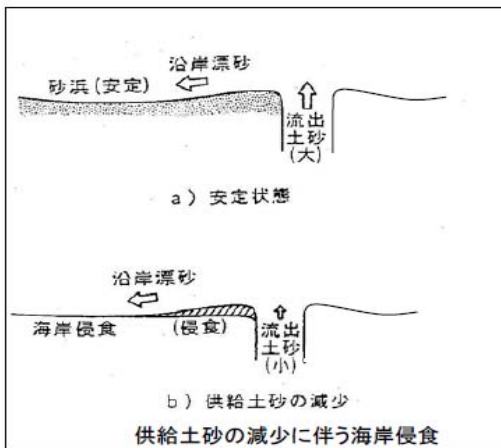 沿岸漂砂
砂浜(安定)
流出
土砂
(大)
a) 安定状態
沿岸漂砂
海岸侵食
(侵食)
流出
土砂
(小)
b) 供給土砂の減少
供給土砂の減少に伴う海岸侵食